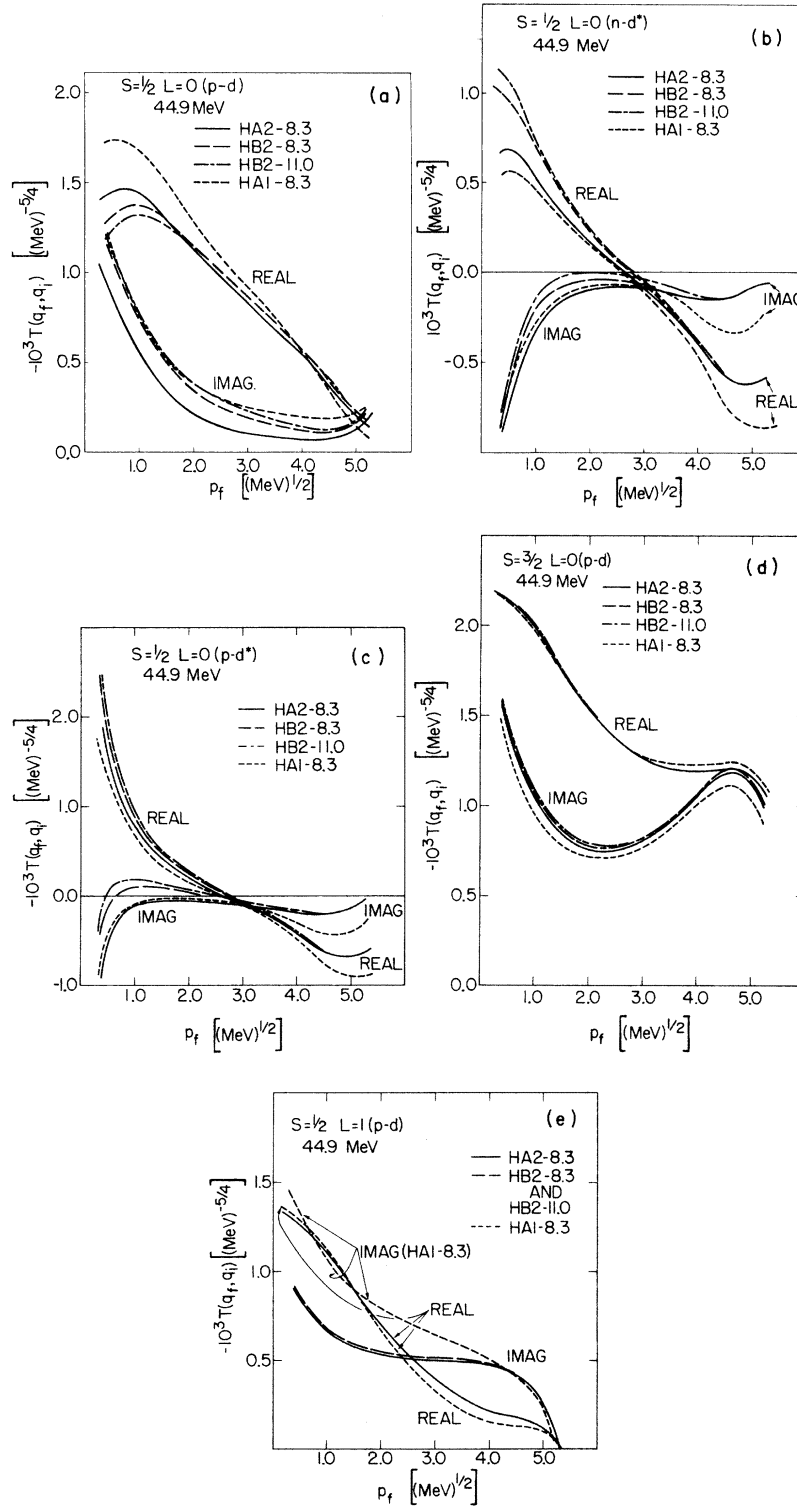 S=1/2 L=0 (p-d)
44.9 MeV
(a)
HA2-8.3
HB2-8.3
HB2-11.0
HA1-8.3
REAL
IMAG.
-10³T(q_f,q_i) [(MeV)^-5/4]
2.0
1.5
1.0
0.5
0.0
1.0 2.0 3.0 4.0 5.0
p_f [(MeV)^1/2]
S=1/2 L=0 (n-d*)
44.9 MeV
(b)
HA2-8.3
HB2-8.3
HB2-11.0
HA1-8.3
REAL
IMAG
IMAG
REAL
10³T(q_f,q_i) [(MeV)^-5/4]
1.0
0.5
0.0
-0.5
1.0 2.0 3.0 4.0 5.0
p_f [(MeV)^1/2]
S=1/2 L=0 (p-d*)
44.9 MeV
(c)
HA2-8.3
HB2-8.3
HB2-11.0
HA1-8.3
REAL
IMAG
IMAG
REAL
-10³T(q_f,q_i) [(MeV)^-5/4]
2.0
1.0
0.0
-1.0
1.0 2.0 3.0 4.0 5.0
p_f [(MeV)^1/2]
S=3/2 L=0(p-d)
44.9 MeV
(d)
HA2-8.3
HB2-8.3
HB2-11.0
HA1-8.3
REAL
IMAG
-10³T(q_f,q_i) [(MeV)^-5/4]
2.0
1.5
1.0
0.5
0.0
1.0 2.0 3.0 4.0 5.0
p_f [(MeV)^1/2]
S=1/2 L=1 (p-d)
44.9 MeV
(e)
HA2-8.3
HB2-8.3
AND
HB2-11.0
HA1-8.3
IMAG(HA1-8.3)
REAL
IMAG
REAL
-10³T(q_f,q_i) [(MeV)^-5/4]
1.5
1.0
0.5
1.0 2.0 3.0 4.0 5.0
p_f [(MeV)^1/2]